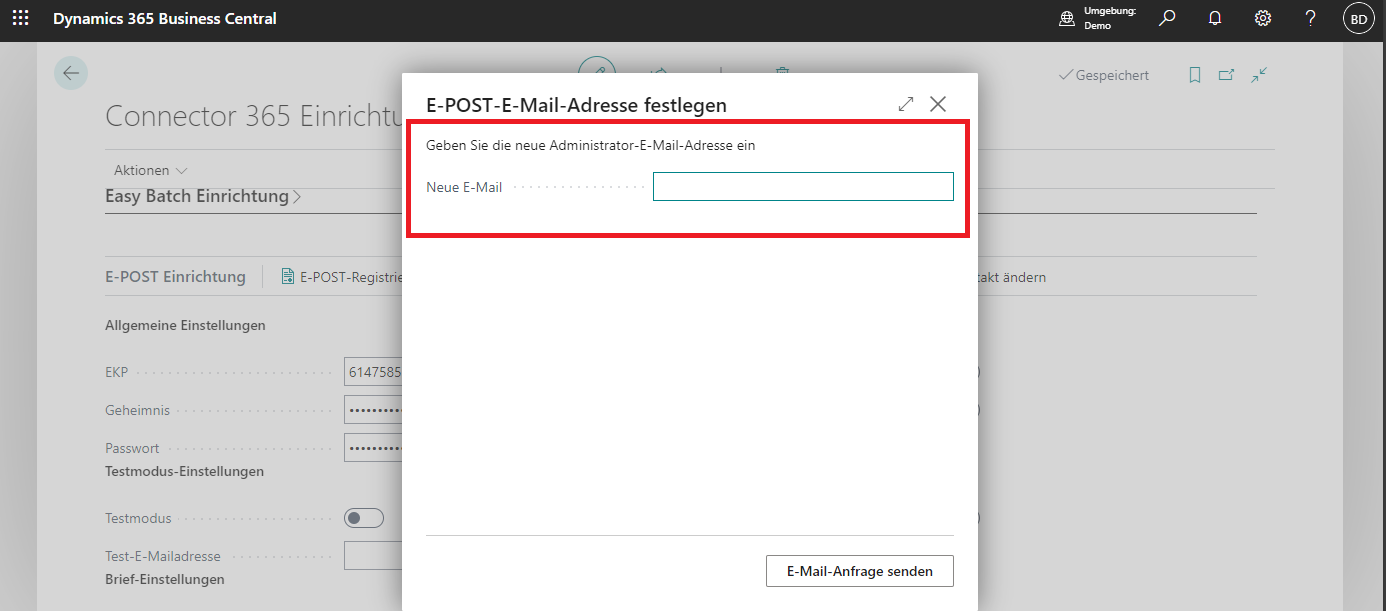 Dynamics 365 Business Central
Umgebung:
Demo
?
BD
Gespeichert
Connector 365 Einrichtu
Aktionen
Easy Batch Einrichtung
E-POST Einrichtung
E-POST-Registrie
takt ändern
Allgemeine Einstellungen
EKP
6147585
Geheimnis
Passwort
Testmodus-Einstellungen
Testmodus
Test-E-Mailadresse
Brief-Einstellungen
E-POST-E-Mail-Adresse festlegen
Geben Sie die neue Administrator-E-Mail-Adresse ein
Neue E-Mail
E-Mail-Anfrage senden